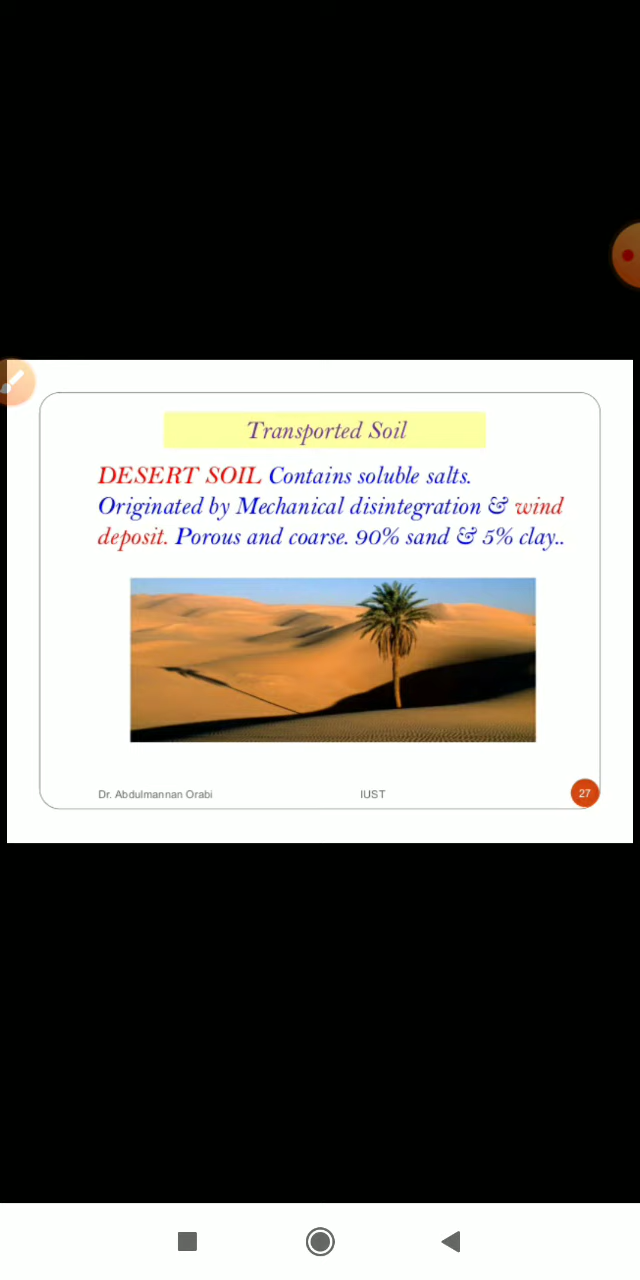 Transported Soil
DESERT SOIL Contains soluble salts.
Originated by Mechanical disintegration & wind
deposit. Porous and coarse. 90% sand & 5% clay..
Dr. Abdulmannan Orabi IUST 27